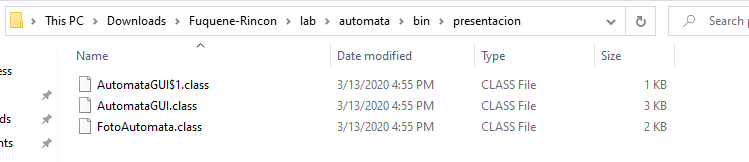 This PC > Downloads > Fuquene-Rincon > lab > automata > bin > presentacion
Search p
Name Date modified Type Size
AutomataGUI$1.class 3/13/2020 4:55 PM CLASS File 1 KB
AutomataGUI.class 3/13/2020 4:55 PM CLASS File 3 KB
FotoAutomata.class 3/13/2020 4:55 PM CLASS File 2 KB
ess
ds
nts